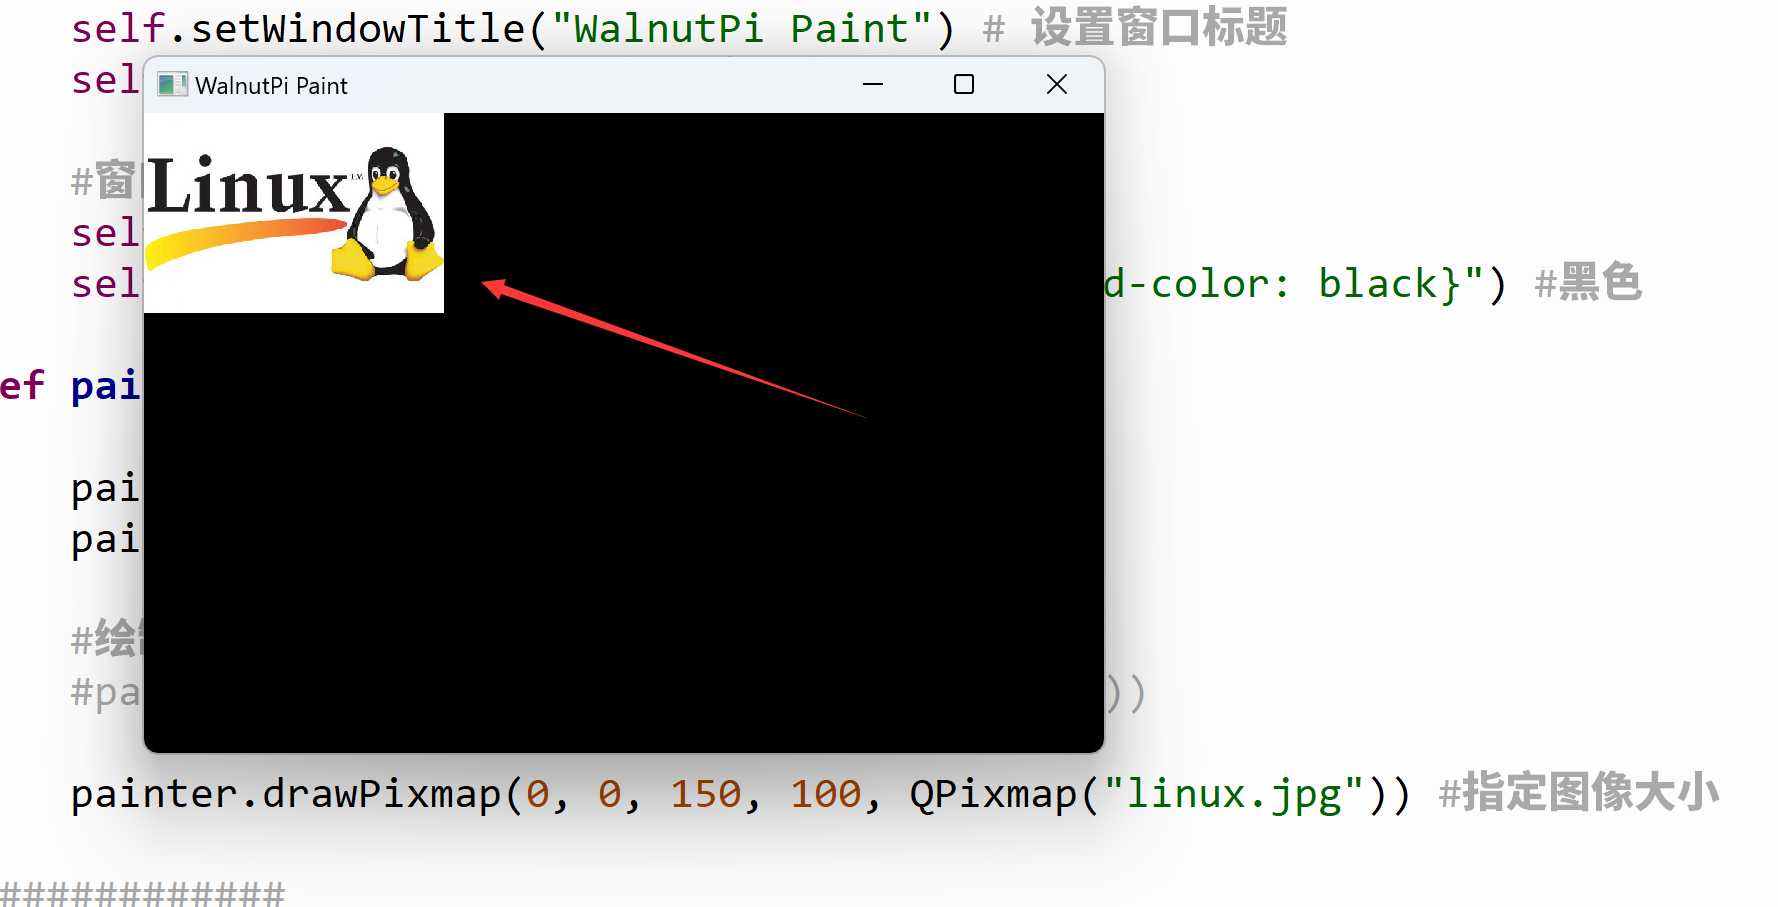 self.setWindowTitle("WalnutPi Paint") # 设置窗口标题
sel
WalnutPi Paint
Linux™
#窗
sel
sel d-color: black}") #黑色
ef pai
pai
pai
#绘
#pa ))
painter.drawPixmap(0, 0, 150, 100, QPixmap("linux.jpg")) #指定图像大小
############